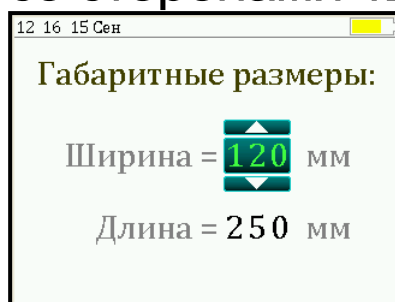 12 16 15 Сен
Габаритные размеры:
Ширина = 120 мм
Длина = 250 мм